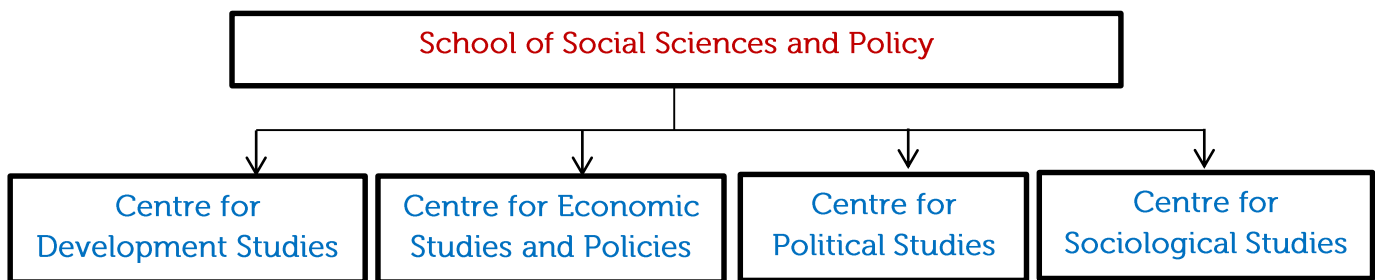 School of Social Sciences and Policy
Centre for
Development Studies
Centre for Economic
Studies and Policies
Centre for
Political Studies
Centre for
Sociological Studies